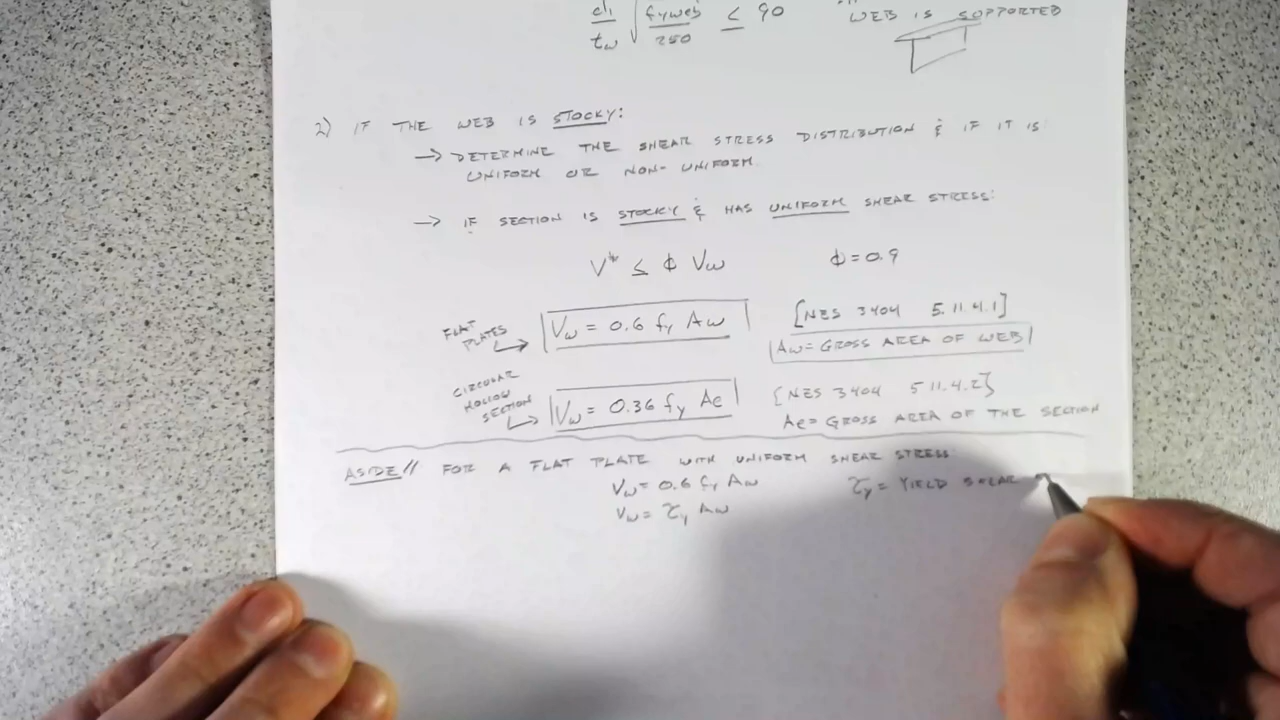 d1/tw √(fyweb/250) ≤ 90
WEB IS SUPPORTED
2) IF THE WEB IS STOCKY:
→ DETERMINE THE SHEAR STRESS DISTRIBUTION & IF IT IS
UNIFORM OR NON-UNIFORM.
→ IF SECTION IS STOCKY & HAS UNIFORM SHEAR STRESS:
V* ≤ ϕ Vw ϕ = 0.9
FLAT PLATES → Vw = 0.6 fy Aw [NZS 3404 5.11.4.1]
Aw = GROSS AREA OF WEB
CIRCULAR HOLLOW SECTION → Vw = 0.36 fy Ae [NZS 3404 5.11.4.2]
Ae = GROSS AREA OF THE SECTION
ASIDE// FOR A FLAT PLATE WITH UNIFORM SHEAR STRESS:
Vw = 0.6 fy Aw τy = YIELD SHEAR
Vw = τy Aw